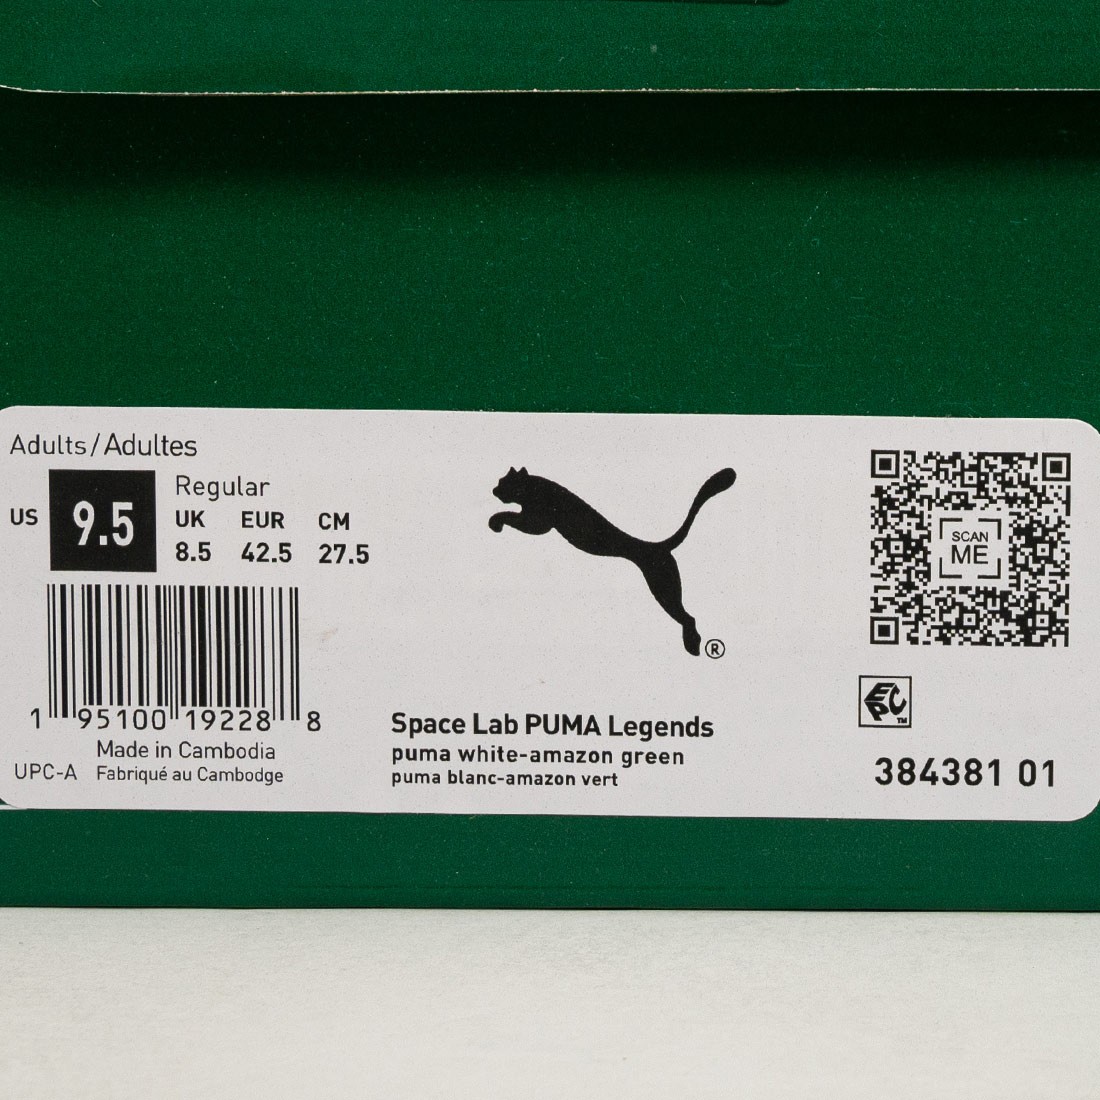 Adults/Adultes
US 9.5
Regular
UK EUR CM
8.5 42.5 27.5
1 95100 19228 8
Made in Cambodia
UPC-A Fabriqué au Cambodge
®
Space Lab PUMA Legends
puma white-amazon green
puma blanc-amazon vert
SCAN
ME
EPC™
384381 01